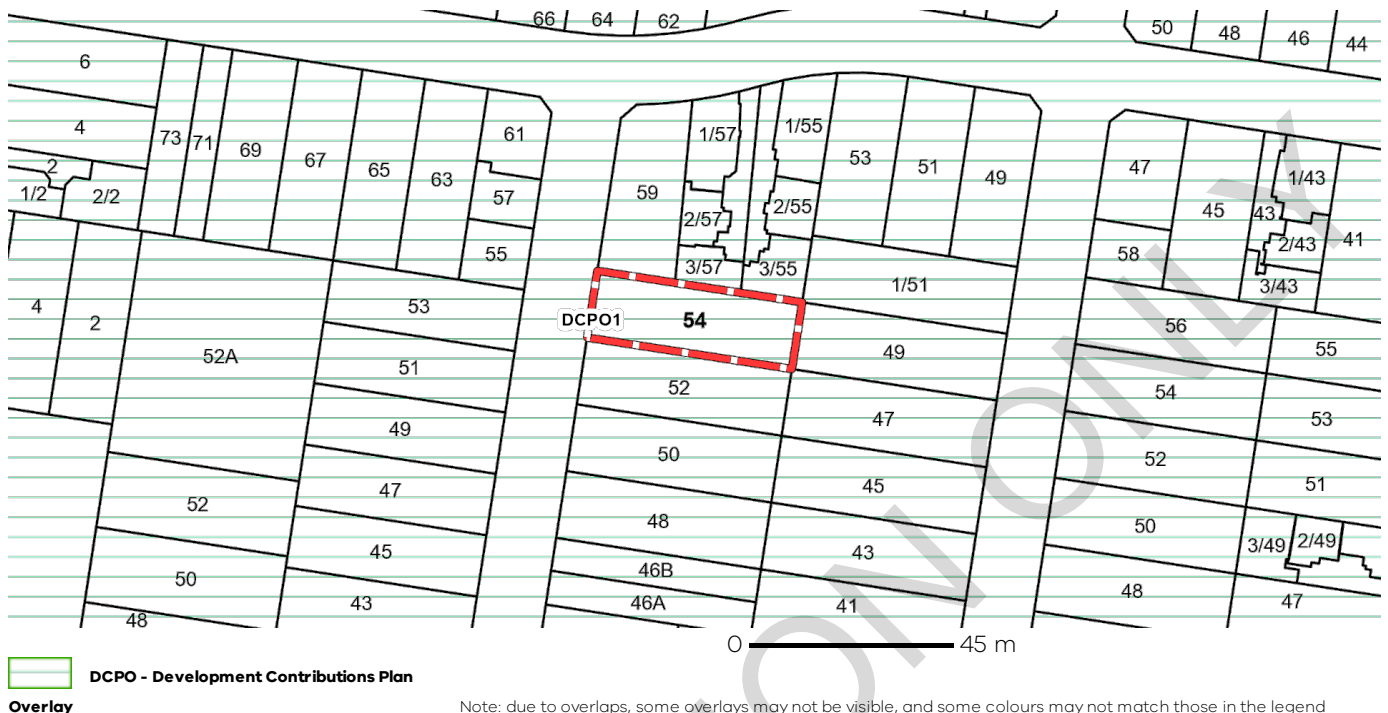 66 64 62 50 48 46 44
6
4 73 71 69 67 65 63 61 1/57 1/55 53 51 49 47 45 1/43
2 1/2 2/2 57 59 2/57 2/55 58 43 2/43 41
55 3/57 3/55 1/51 3/43
4 2 52A 53 DCPO1 54 49 56 55
51 52 47 54 53
49 50 45 52 51
52 47 48 43 50 3/49 2/49
50 45 46B 48 47
48 43 46A 41
0 45 m
DCPO - Development Contributions Plan
Overlay
Note: due to overlaps, some overlays may not be visible, and some colours may not match those in the legend
ON ONLY